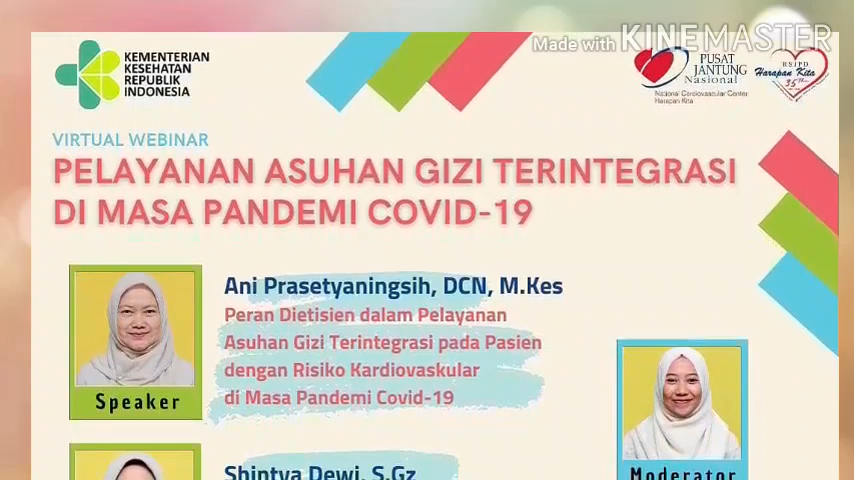 Made with KINEMASTER
KEMENTERIAN
KESEHATAN
REPUBLIK
INDONESIA
PUSAT
JANTUNG
Nasional
National Cardiovascular Center
Harapan Kita
RSJPD
Harapan Kita
35
VIRTUAL WEBINAR
PELAYANAN ASUHAN GIZI TERINTEGRASI
DI MASA PANDEMI COVID-19
Ani Prasetyaningsih, DCN, M.Kes
Peran Dietisien dalam Pelayanan
Asuhan Gizi Terintegrasi pada Pasien
dengan Risiko Kardiovaskular
di Masa Pandemi Covid-19
Speaker
Shintya Dewi, S.Gz
Moderator